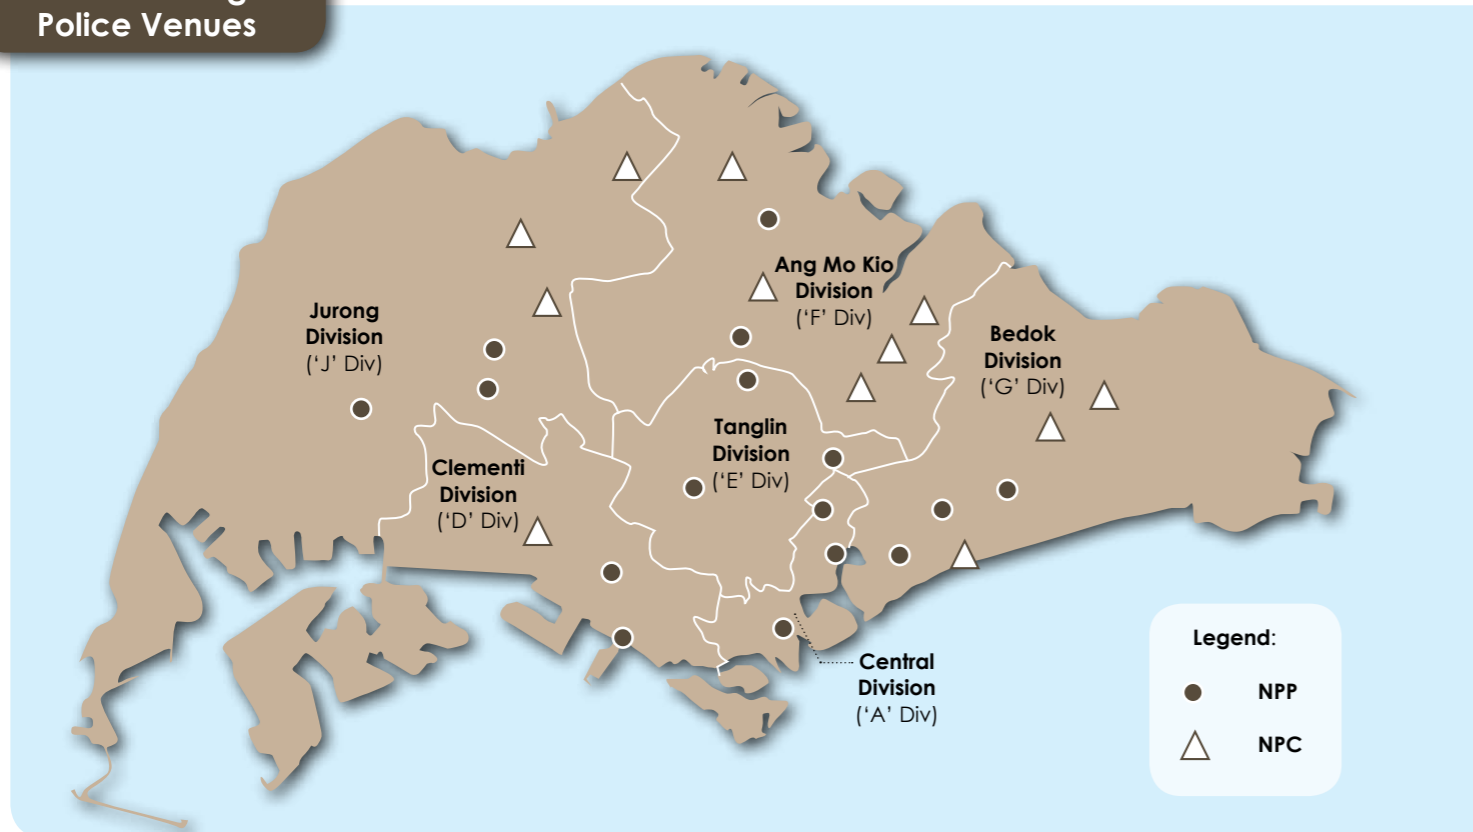 Police Venues
Ang Mo Kio
Division
(‘F’ Div)
Jurong
Division
(‘J’ Div)
Bedok
Division
(‘G’ Div)
Tanglin
Division
(‘E’ Div)
Clementi
Division
(‘D’ Div)
Central
Division
(‘A’ Div)
Legend:
NPP
NPC